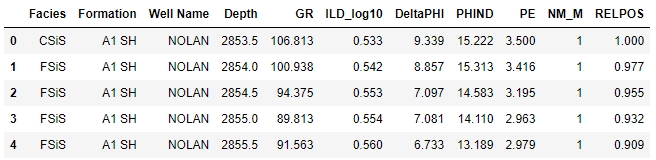 Facies Formation Well Name Depth GR ILD_log10 DeltaPHI PHIND PE NM_M RELPOS
0 CSiS A1 SH NOLAN 2853.5 106.813 0.533 9.339 15.222 3.500 1 1.000
1 FSiS A1 SH NOLAN 2854.0 100.938 0.542 8.857 15.313 3.416 1 0.977
2 FSiS A1 SH NOLAN 2854.5 94.375 0.553 7.097 14.583 3.195 1 0.955
3 FSiS A1 SH NOLAN 2855.0 89.813 0.554 7.081 14.110 2.963 1 0.932
4 FSiS A1 SH NOLAN 2855.5 91.563 0.560 6.733 13.189 2.979 1 0.909